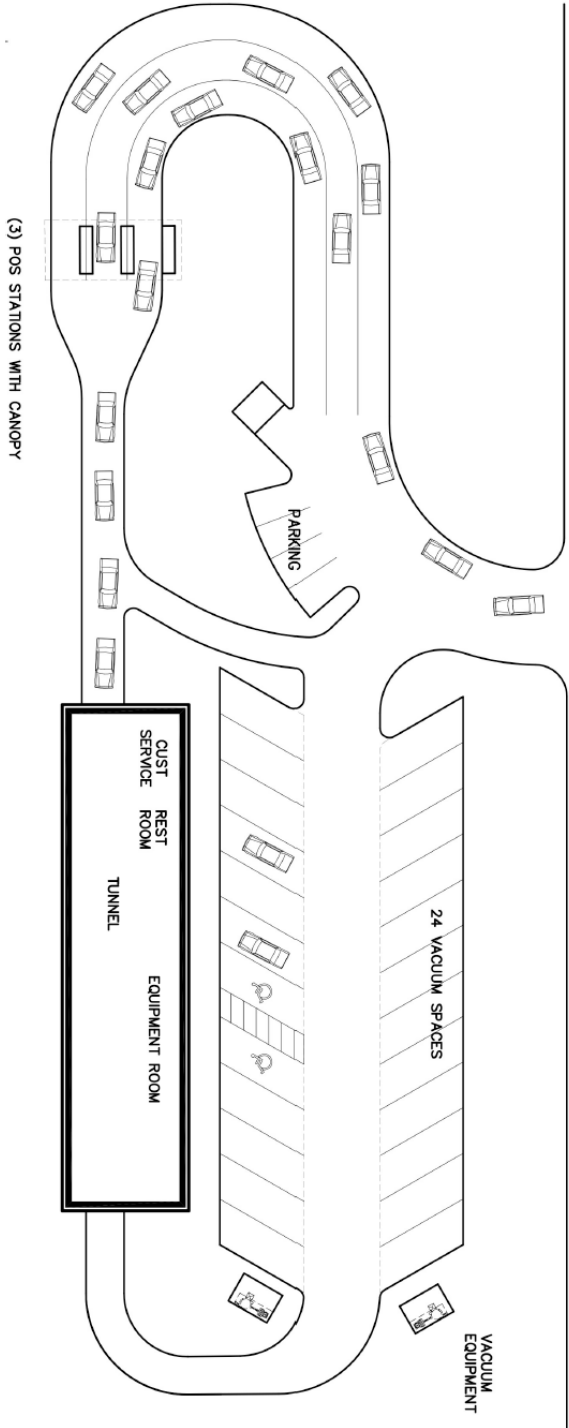 (3) POS STATIONS WITH CANOPY
PARKING
CUST
SERVICE
REST
ROOM
TUNNEL
EQUIPMENT ROOM
24 VACUUM SPACES
VACUUM
EQUIPMENT